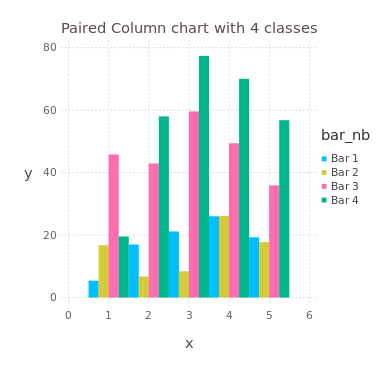 Paired Column chart with 4 classes
80
60
40
20
0
y
0 1 2 3 4 5 6
x
bar_nb
Bar 1
Bar 2
Bar 3
Bar 4